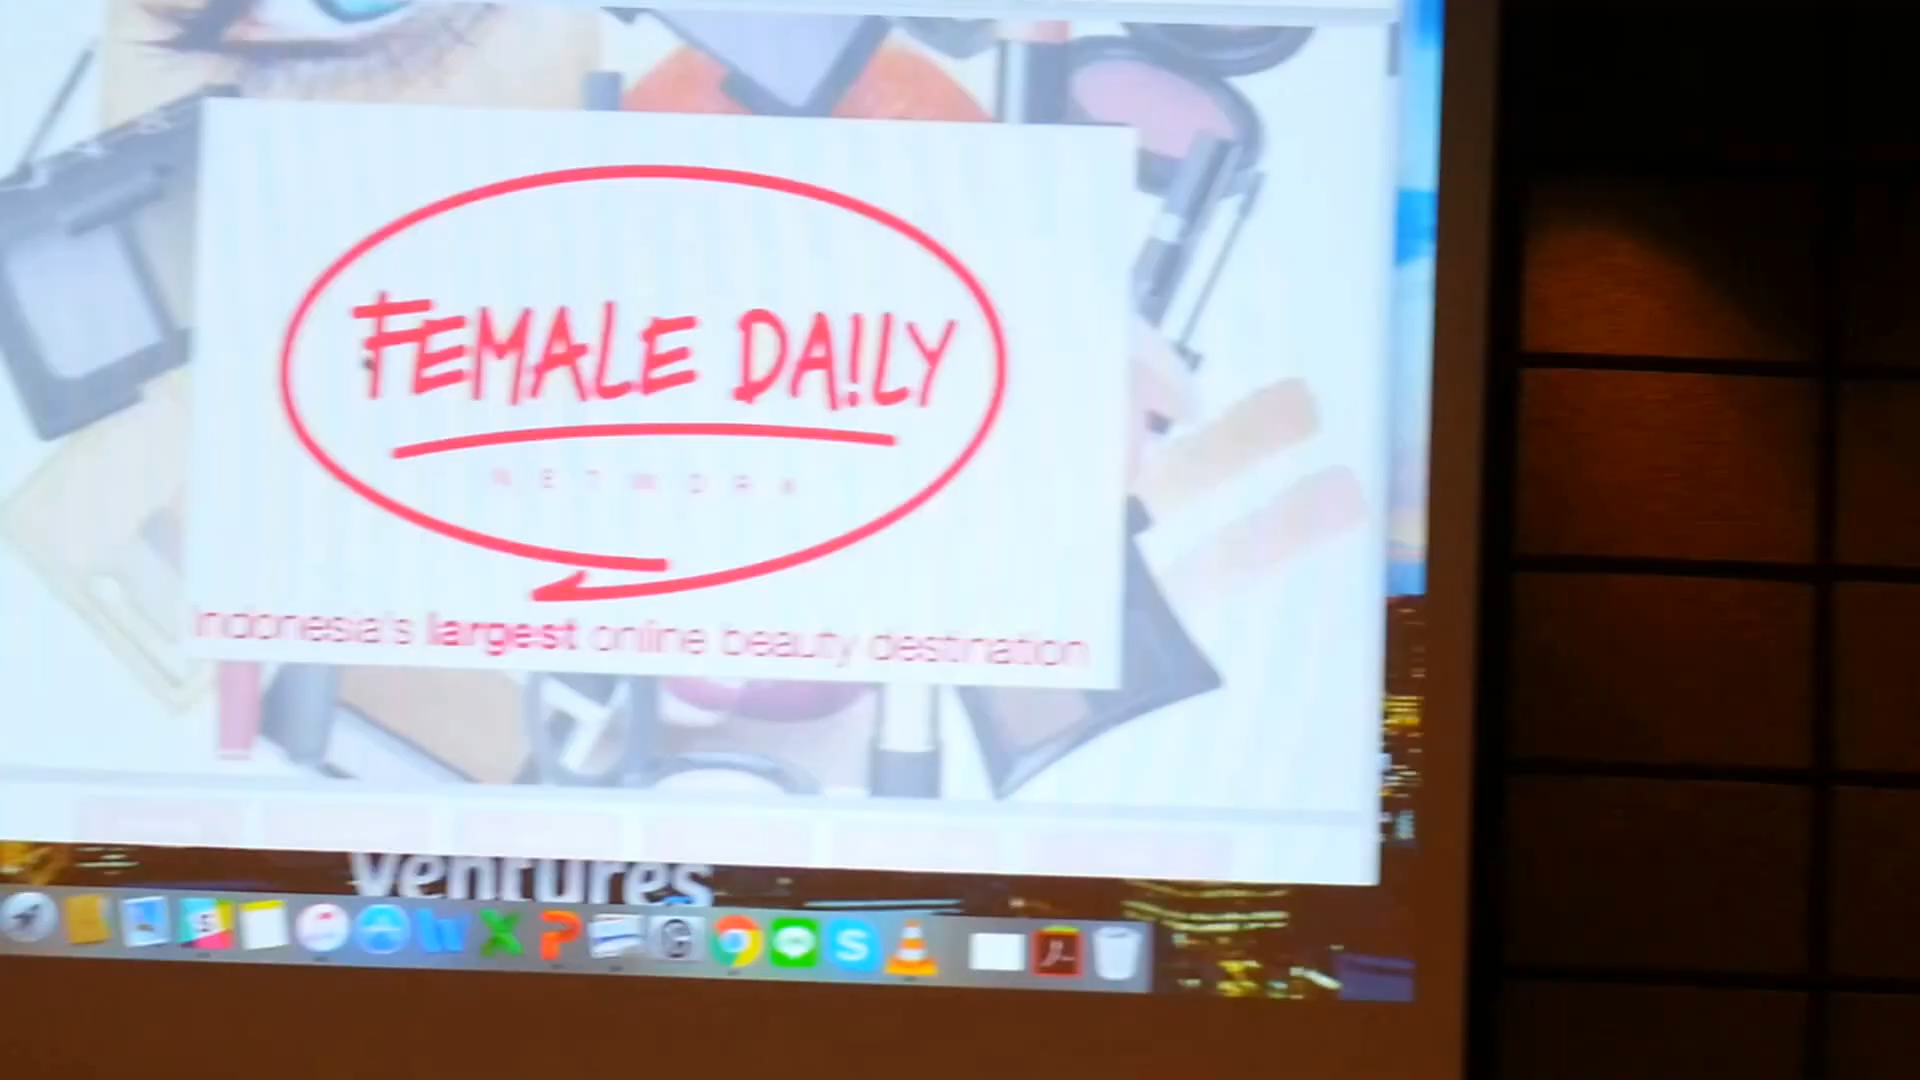 FEMALE DA!LY
NETWORK
Indonesia's largest online beauty destination
ventures